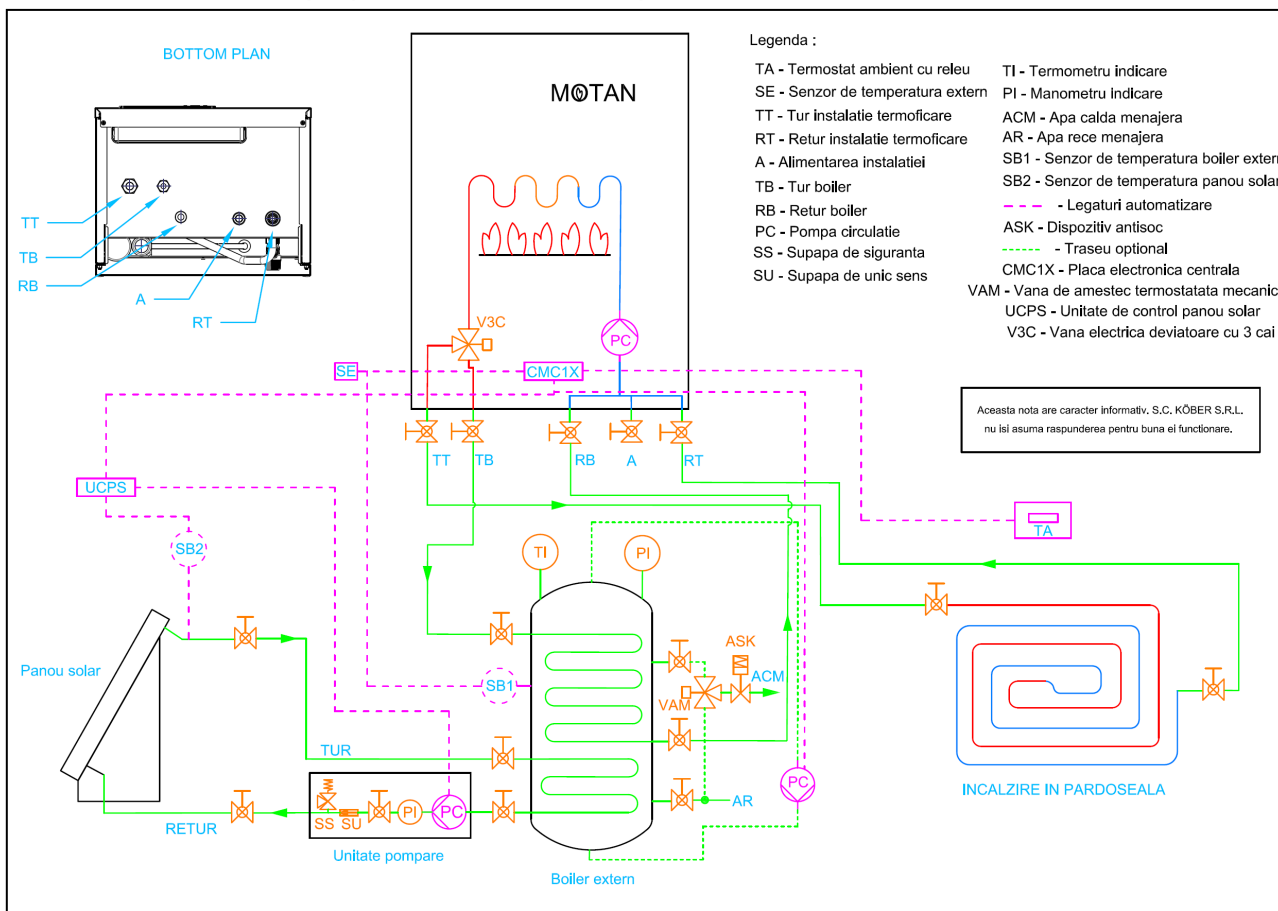 BOTTOM PLAN
TT
TB
RB
A
RT
MOTAN
V3C
PC
SE
CMC1X
TT
TB
RB
A
RT
Legenda :
TA - Termostat ambient cu releu
SE - Senzor de temperatura extern
TT - Tur instalatie termoficare
RT - Retur instalatie termoficare
A - Alimentarea instalatiei
TB - Tur boiler
RB - Retur boiler
PC - Pompa circulatie
SS - Supapa de siguranta
SU - Supapa de unic sens
TI - Termometru indicare
PI - Manometru indicare
ACM - Apa calda menajera
AR - Apa rece menajera
SB1 - Senzor de temperatura boiler extern
SB2 - Senzor de temperatura panou solar
- Legaturi automatizare
ASK - Dispozitiv antisoc
- Traseu optional
CMC1X - Placa electronica centrala
VAM - Vana de amestec termostatata mecanic
UCPS - Unitate de control panou solar
V3C - Vana electrica deviatoare cu 3 cai
Aceasta nota are caracter informativ. S.C. KÖBER S.R.L.
nu isi asuma raspunderea pentru buna ei functionare.
UCPS
SB2
TI
PI
TA
Panou solar
SB1
ASK
ACM
VAM
TUR
PC
AR
INCALZIRE IN PARDOSEALA
RETUR
SS
SU
PI
PC
Unitate pompare
Boiler extern